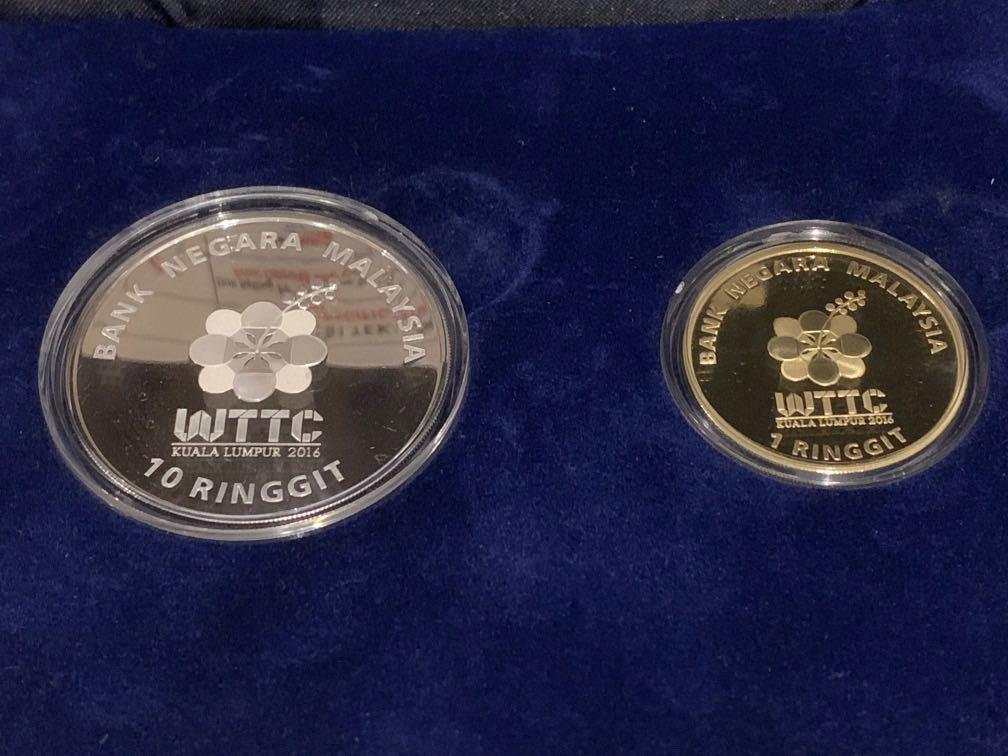 BANK NEGARA MALAYSIA
WTTC
KUALA LUMPUR 2016
10 RINGGIT
BANK NEGARA MALAYSIA
WTTC
KUALA LUMPUR 2016
1 RINGGIT